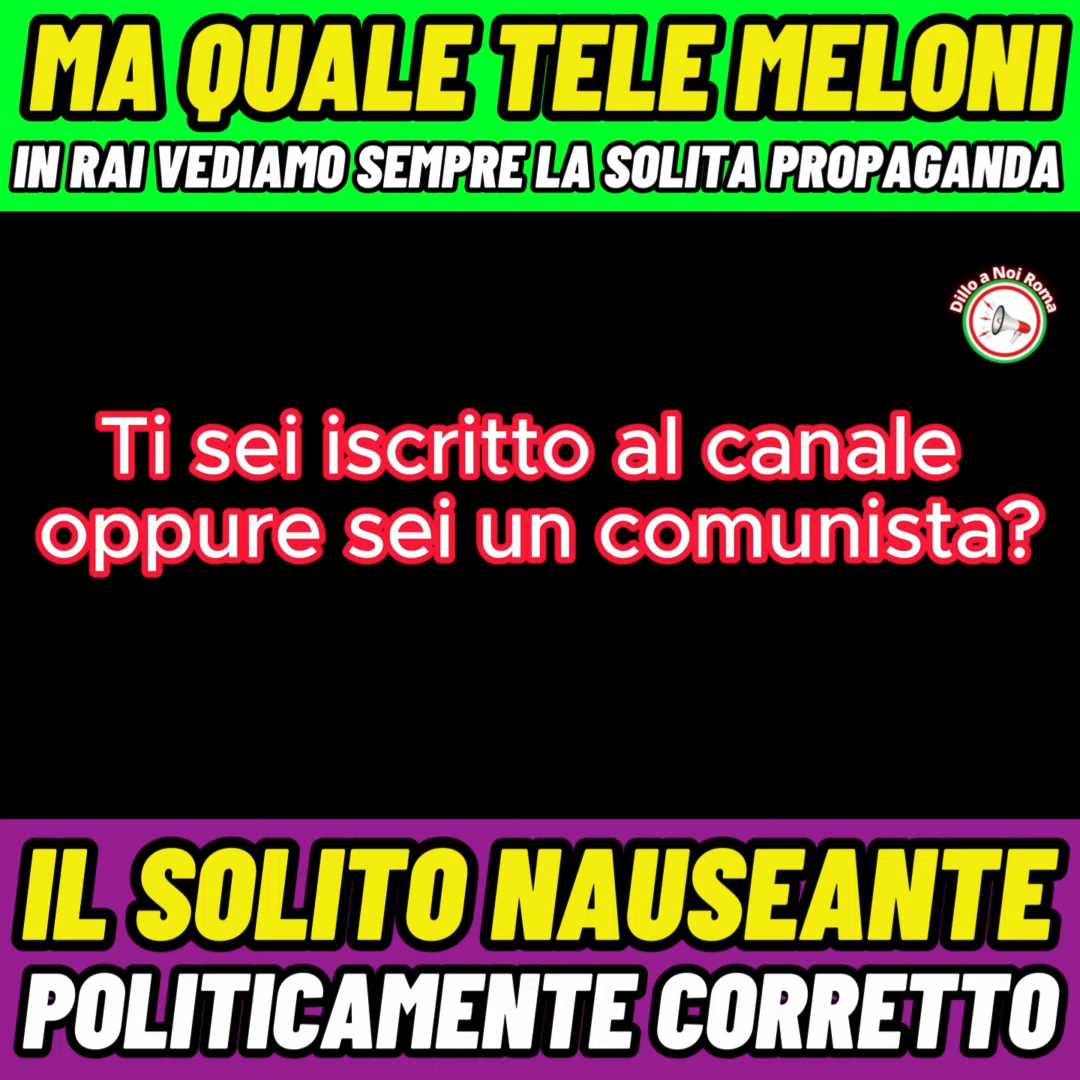 MA QUALE TELE MELONI
IN RAI VEDIAMO SEMPRE LA SOLITA PROPAGANDA
Dillo a Noi Roma
Ti sei iscritto al canale
oppure sei un comunista?
IL SOLITO NAUSEANTE
POLITICAMENTE CORRETTO